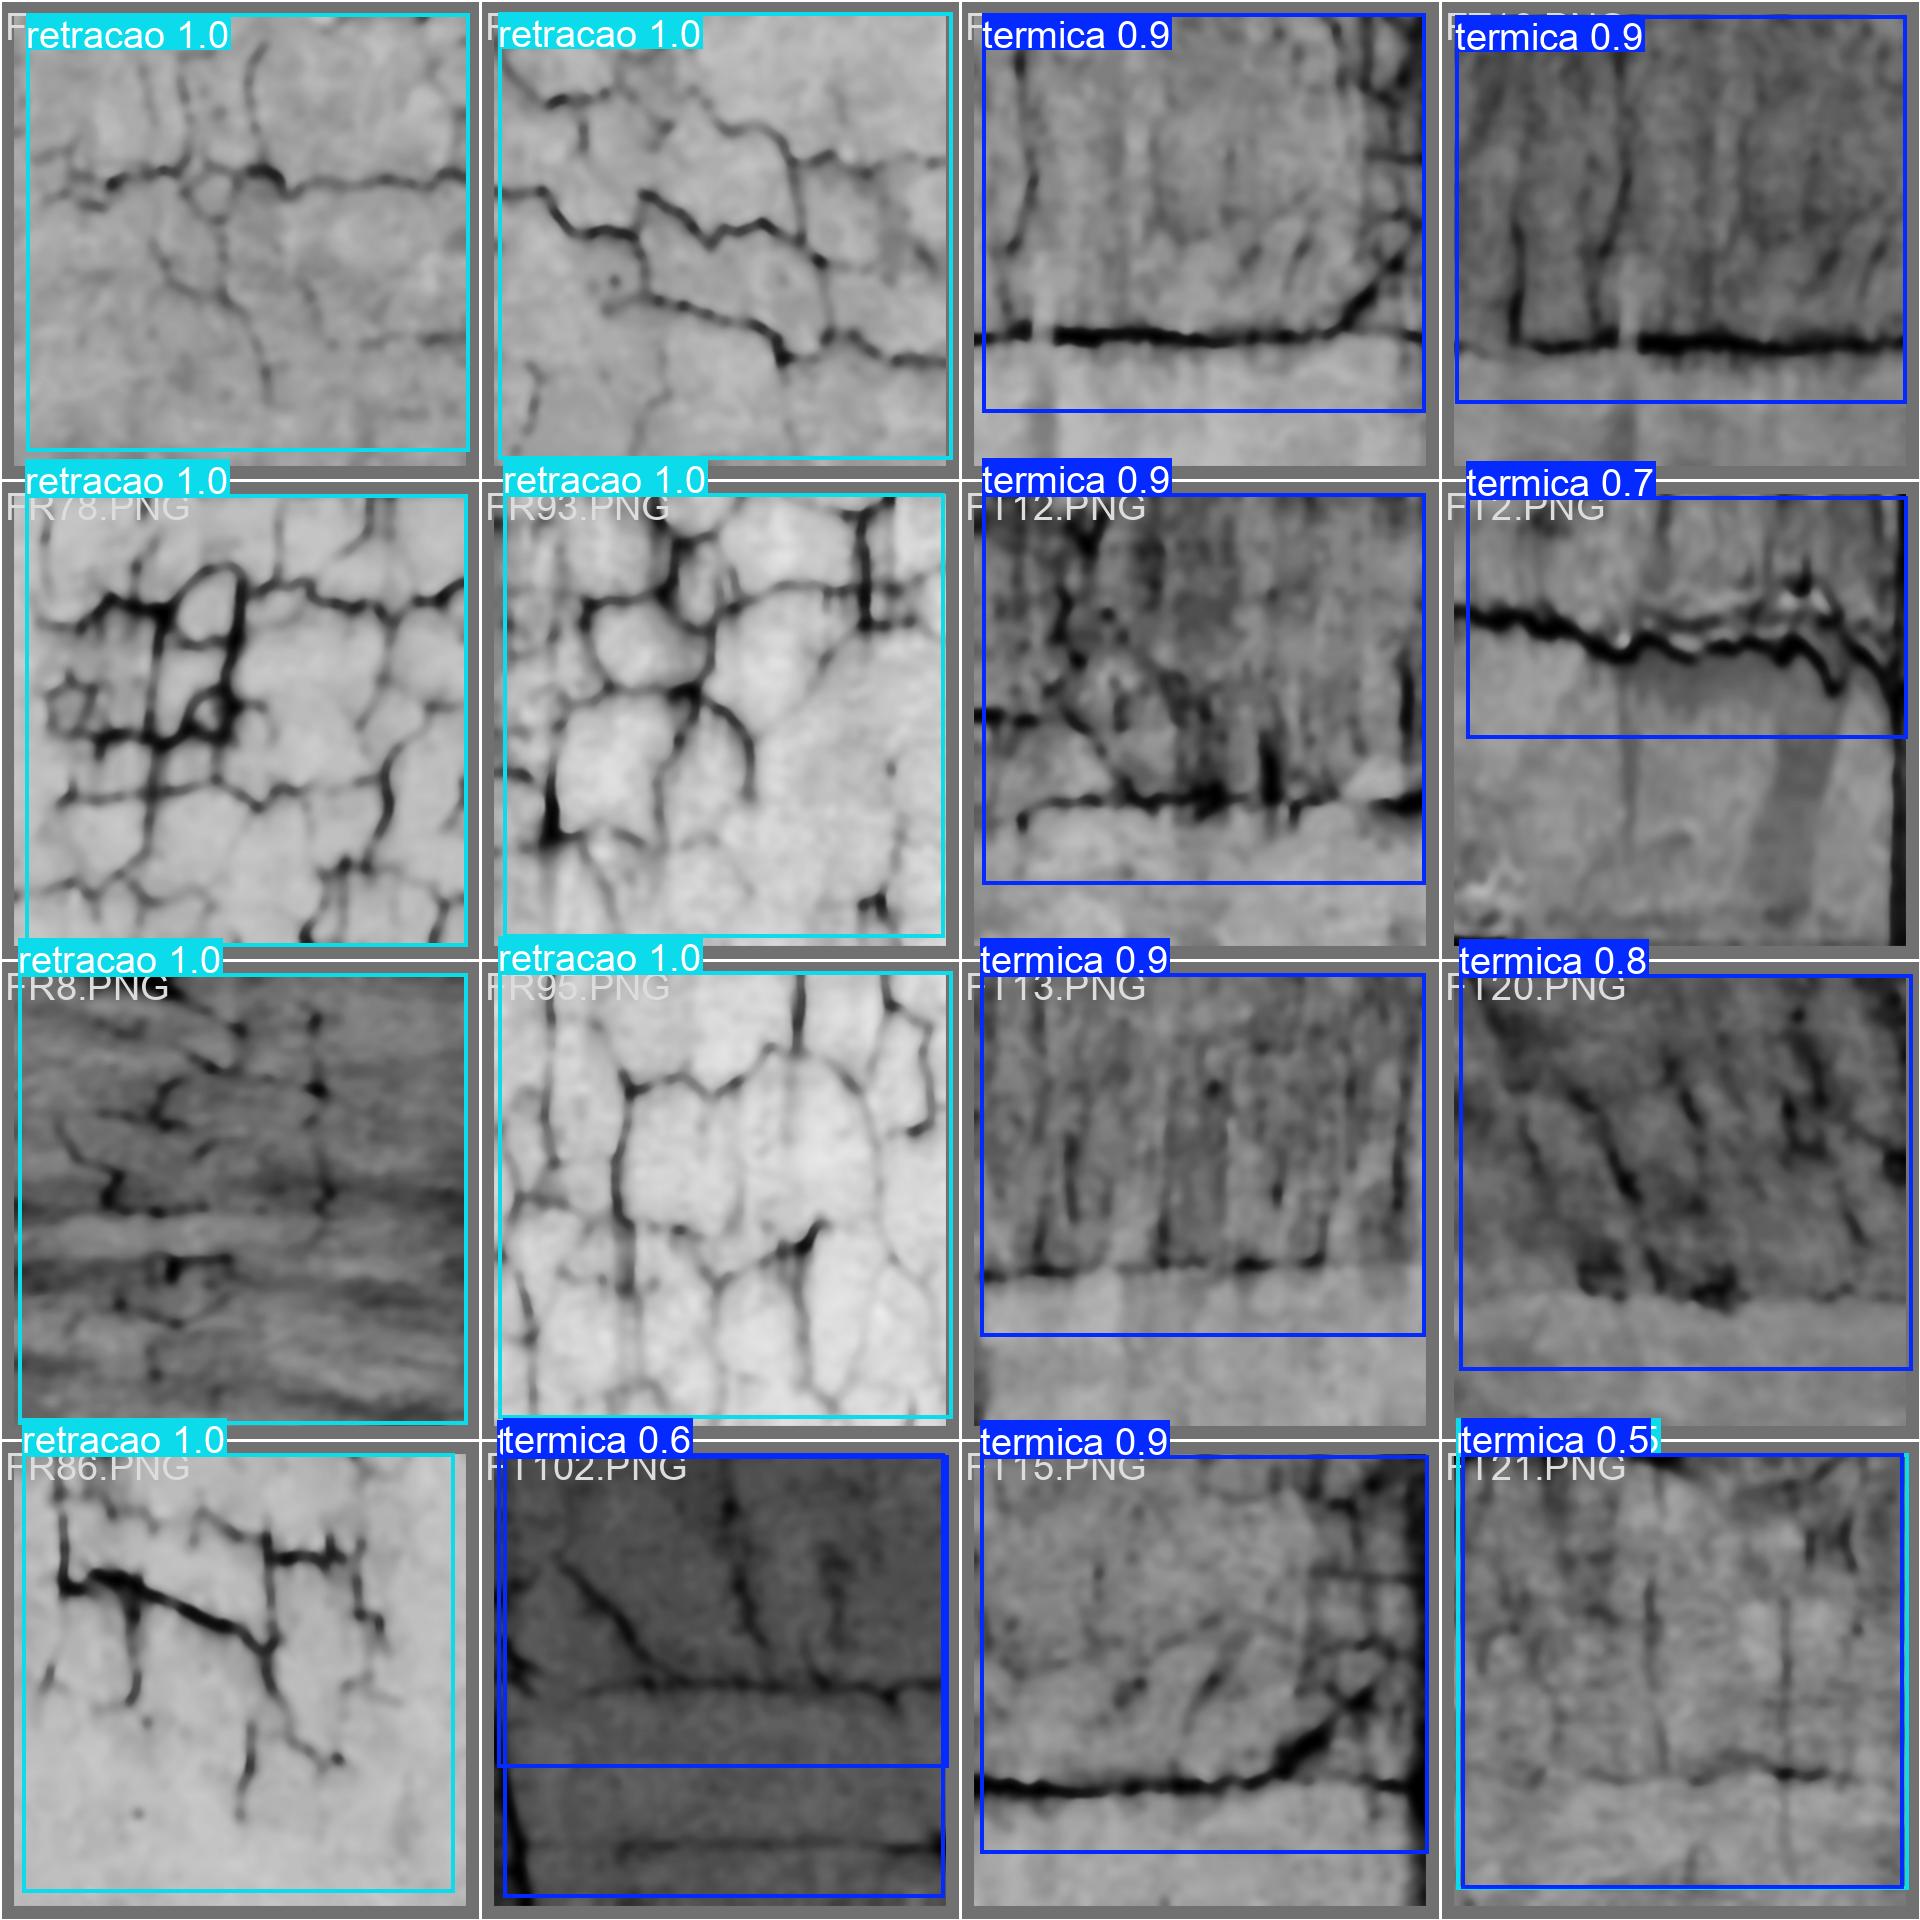 retracao 1.0
retracao 1.0
termica 0.9
termica 0.9
retracao 1.0
FR78.PNG
retracao 1.0
FR93.PNG
termica 0.9
FT12.PNG
termica 0.7
FT2.PNG
retracao 1.0
FR8.PNG
retracao 1.0
FR95.PNG
termica 0.9
FT13.PNG
termica 0.8
FT20.PNG
retracao 1.0
FR86.PNG
termica 0.6
FT102.PNG
termica 0.9
FT15.PNG
termica 0.5
FT21.PNG